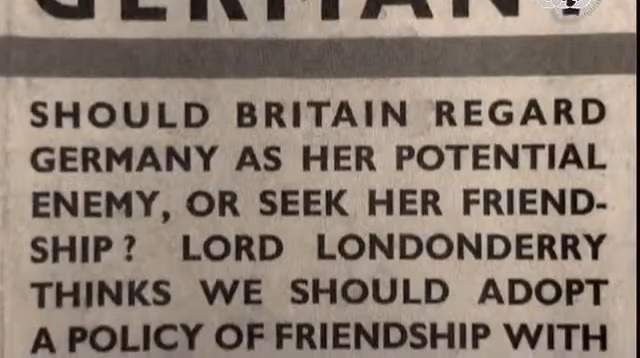 GERMANY
SHOULD BRITAIN REGARD
GERMANY AS HER POTENTIAL
ENEMY, OR SEEK HER FRIEND-
SHIP? LORD LONDONDERRY
THINKS WE SHOULD ADOPT
A POLICY OF FRIENDSHIP WITH